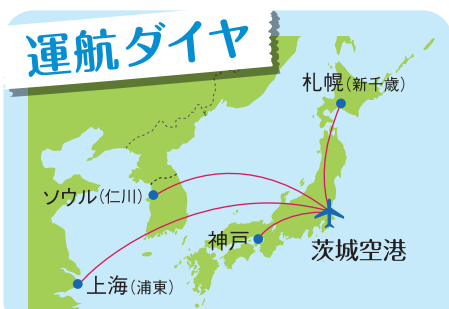 運航ダイヤ
札幌(新千歳)
ソウル(仁川)
神戸
茨城空港
上海(浦東)